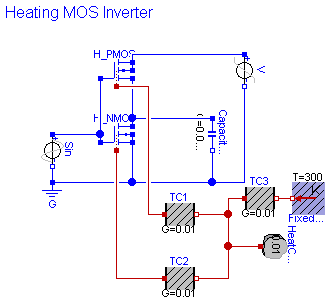 Heating MOS Inverter
H_PMOS
V
H_NMOS
Capacit...
c=0.0...
Sin
G
TC1
G=0.01
TC3
G=0.01
T=300
K
Fixed...
HeatC...
0.01
TC2
G=0.01